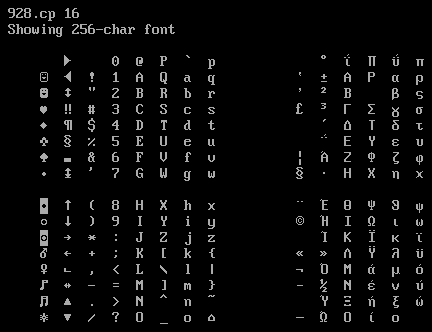 928.cp 16
Showing 256-char font
► 0 @ P ` p ° ΐ Π ΰ π
☺ ◄ ! 1 A Q a q ‛ ± Α Ρ α ρ
☻ ↕ " 2 B R b r ’ ² Β β ς
♥ ‼ # 3 C S c s £ ³ Γ Σ γ σ
♦ ¶ $ 4 D T d t ΄ Δ Τ δ τ
♣ § % 5 E U e u ΅ Ε Υ ε υ
♠ ▬ & 6 F V f v ¦ Ά Ζ Φ ζ φ
• ↨ ' 7 G W g w § · Η Χ η χ
◘ ↑ ( 8 H X h x ¨ Έ Θ Ψ θ ψ
○ ↓ ) 9 I Y i y © Ή Ι Ω ι ω
◙ → * : J Z j z Ί Κ Ϊ κ ϊ
♂ ← + ; K [ k { « » Λ Ϋ λ ϋ
♀ ∟ , < L \ l | ¬ Ό Μ ά μ ό
♪ ↔ - = M ] m } - ½ Ν έ ν ύ
♫ ▲ . > N ^ n ~ Ύ Ξ ή ξ ώ
☼ ▼ / ? O _ o ⌂ Ώ Ο ί ο